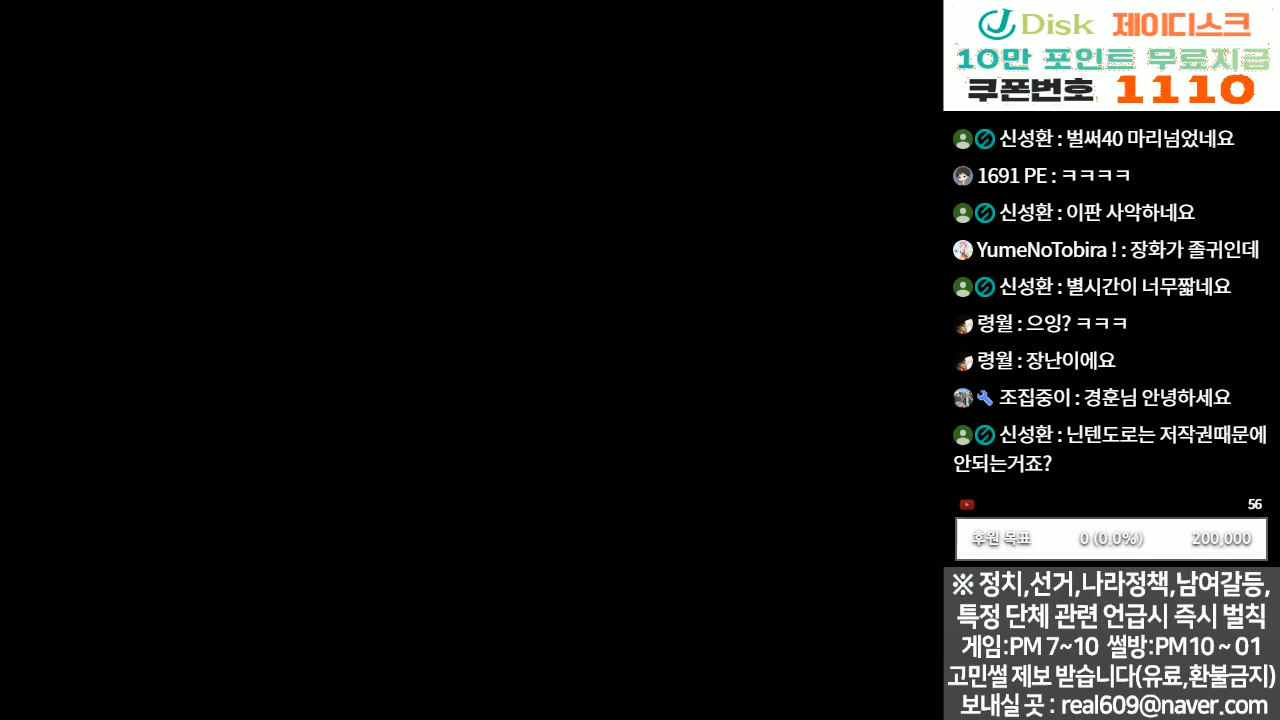 JDisk 제이디스크
10만 포인트 무료지급
쿠폰번호 1110
신성환 : 벌써40 마리넘었네요
1691 PE : ㅋㅋㅋㅋ
신성환 : 이판 사악하네요
YumeNoTobira ! : 장화가 졸귀인데
신성환 : 별시간이 너무짧네요
령월 : 으잉? ㅋㅋㅋ
령월 : 장난이에요
조집중이 : 경훈님 안녕하세요
신성환 : 닌텐도로는 저작권때문에
안되는거죠?
56
후원 목표 0 (0.0%) 200,000
※ 정치,선거,나라정책,남여갈등,
특정 단체 관련 언급시 즉시 벌칙
게임:PM 7~10 썰방:PM10 ~ 01
고민썰 제보 받습니다(유료,환불금지)
보내실 곳 : real609@naver.com